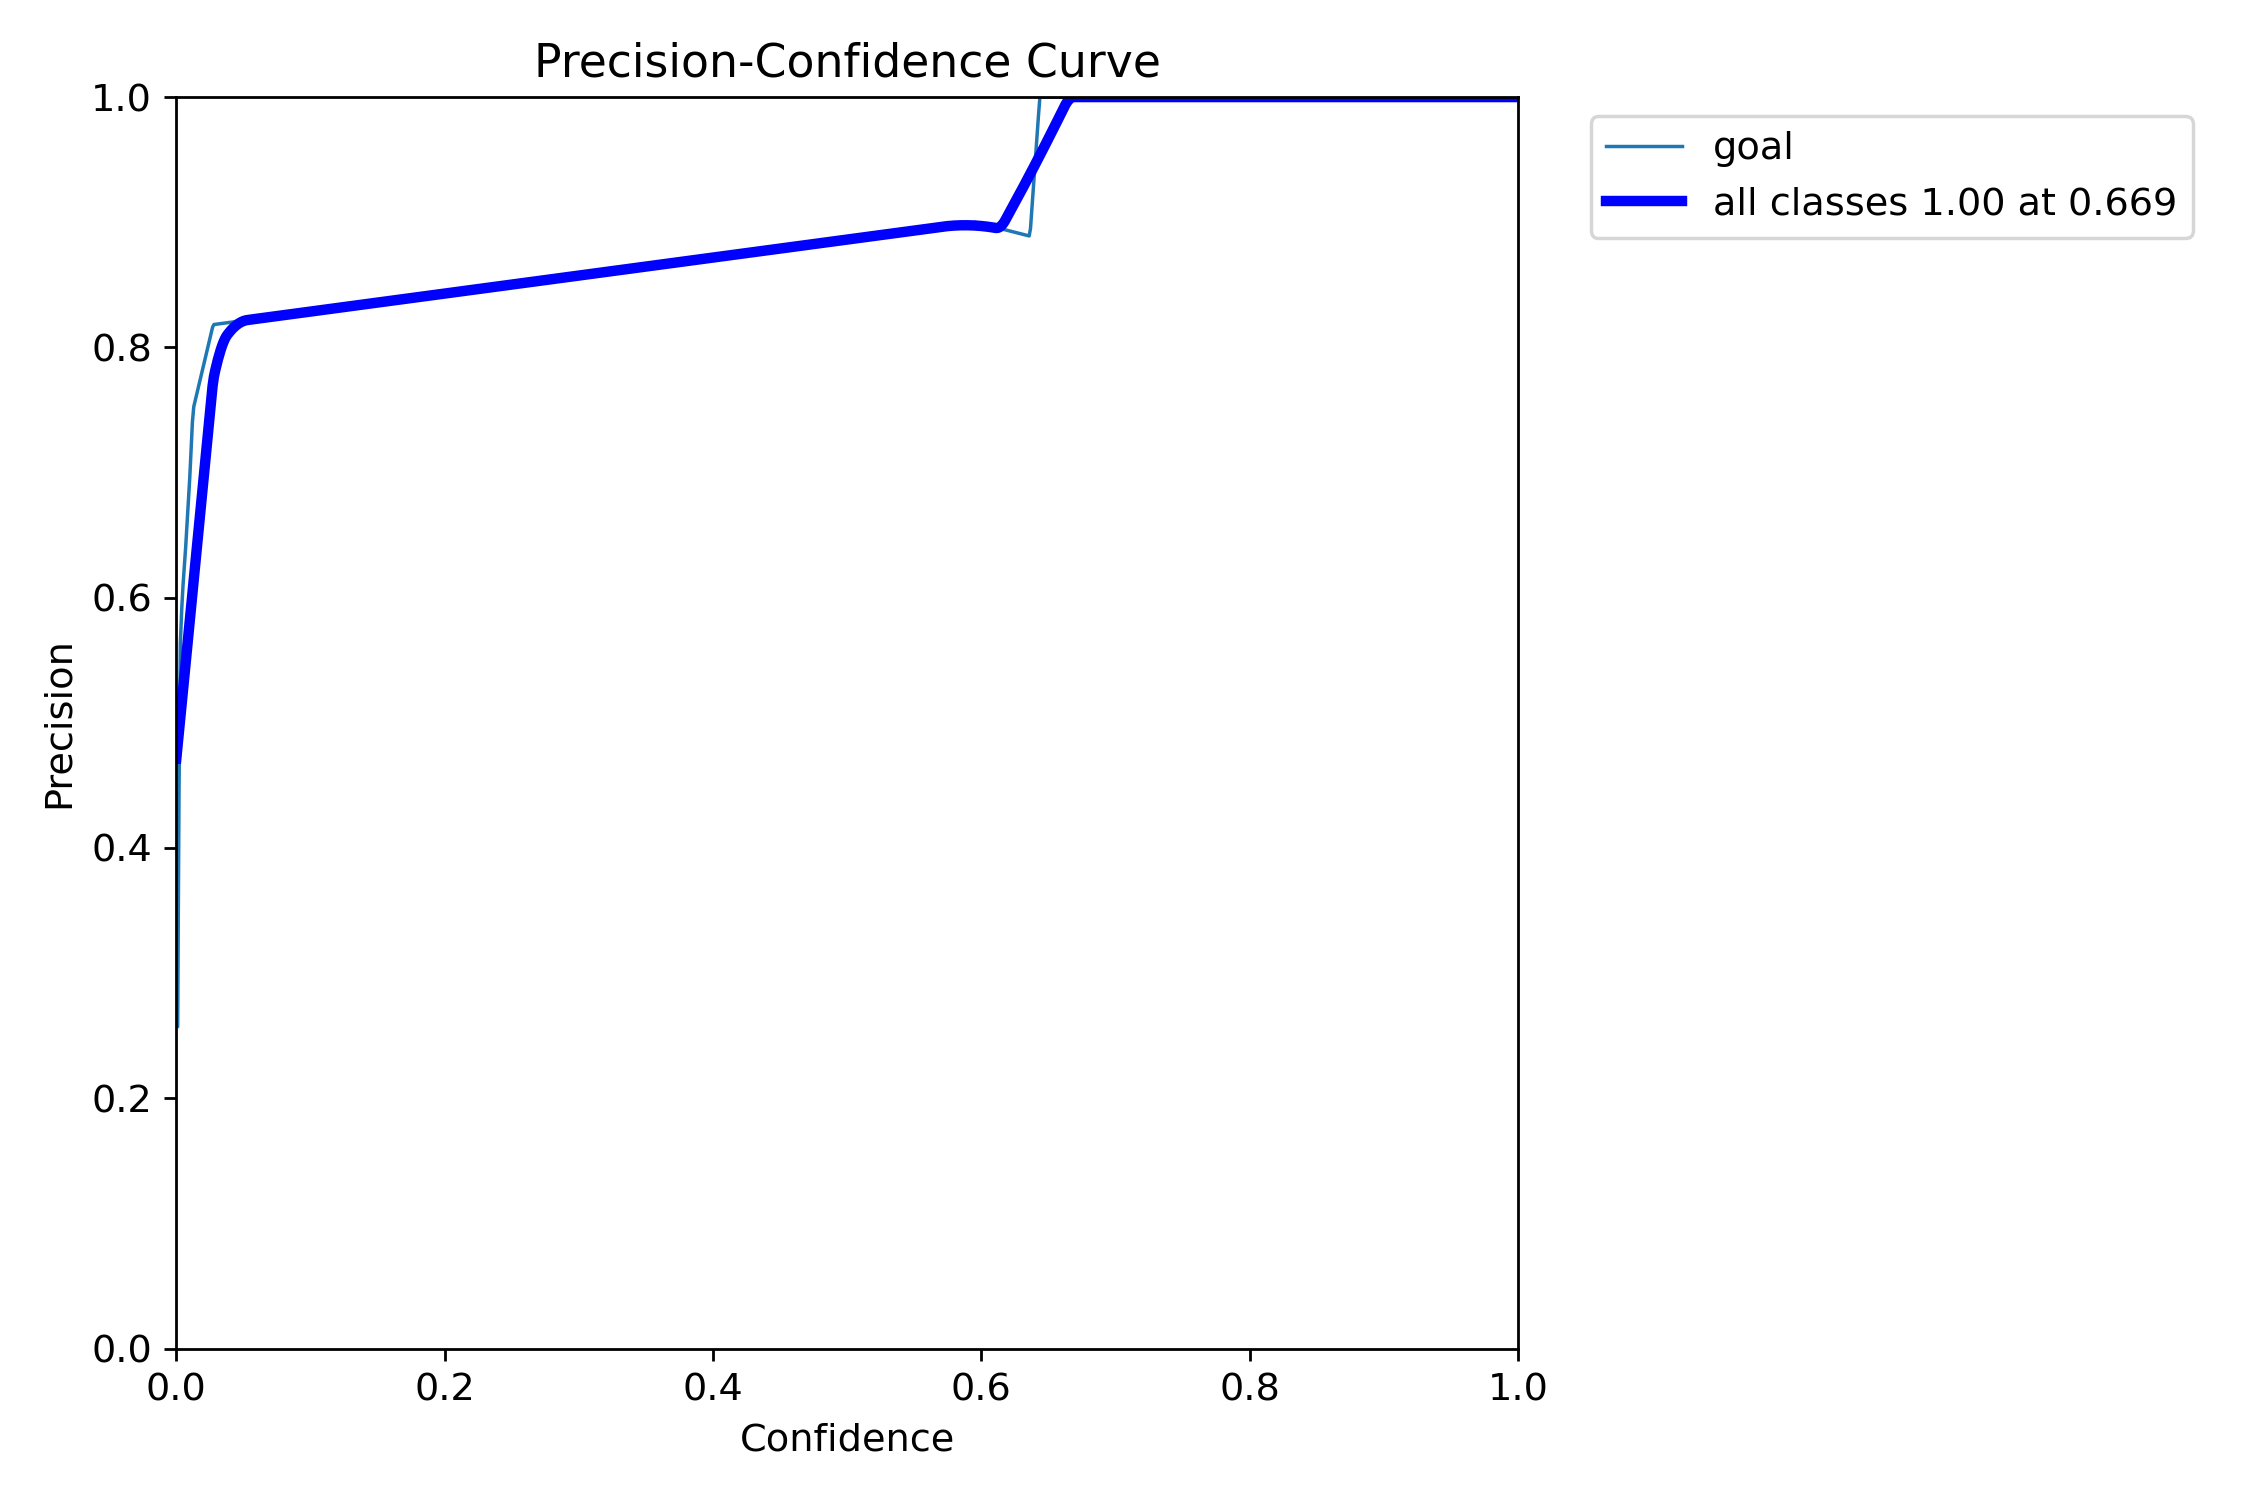 Precision-Confidence Curve
1.0
0.8
0.6
0.4
0.2
0.0
Precision
0.0 0.2 0.4 0.6 0.8 1.0
Confidence
goal
all classes 1.00 at 0.669